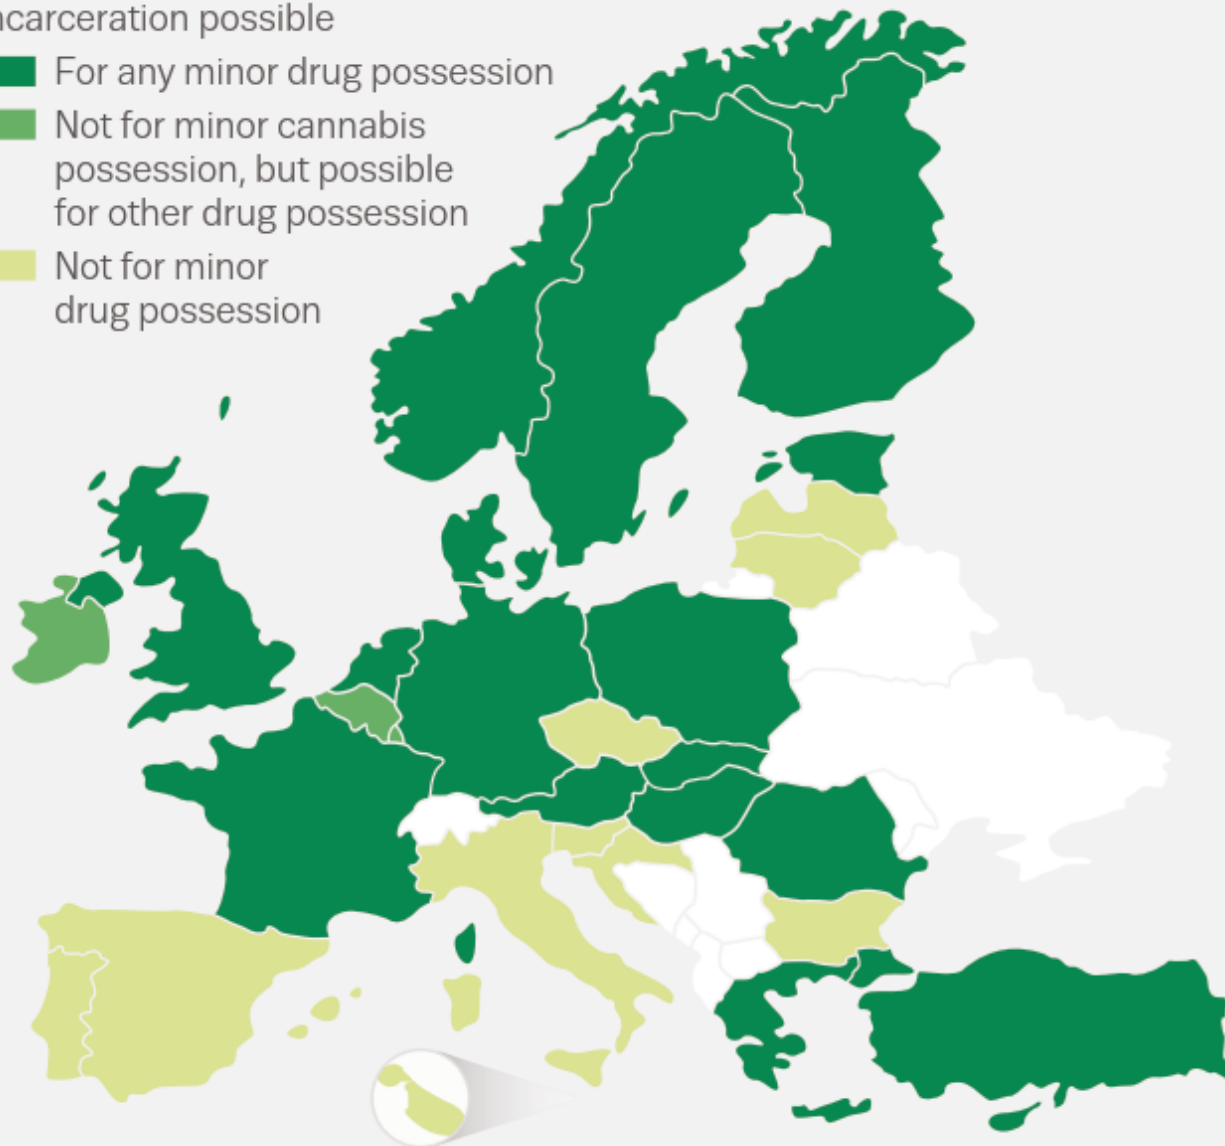 ncarceration possible
For any minor drug possession
Not for minor cannabis
possession, but possible
for other drug possession
Not for minor
drug possession